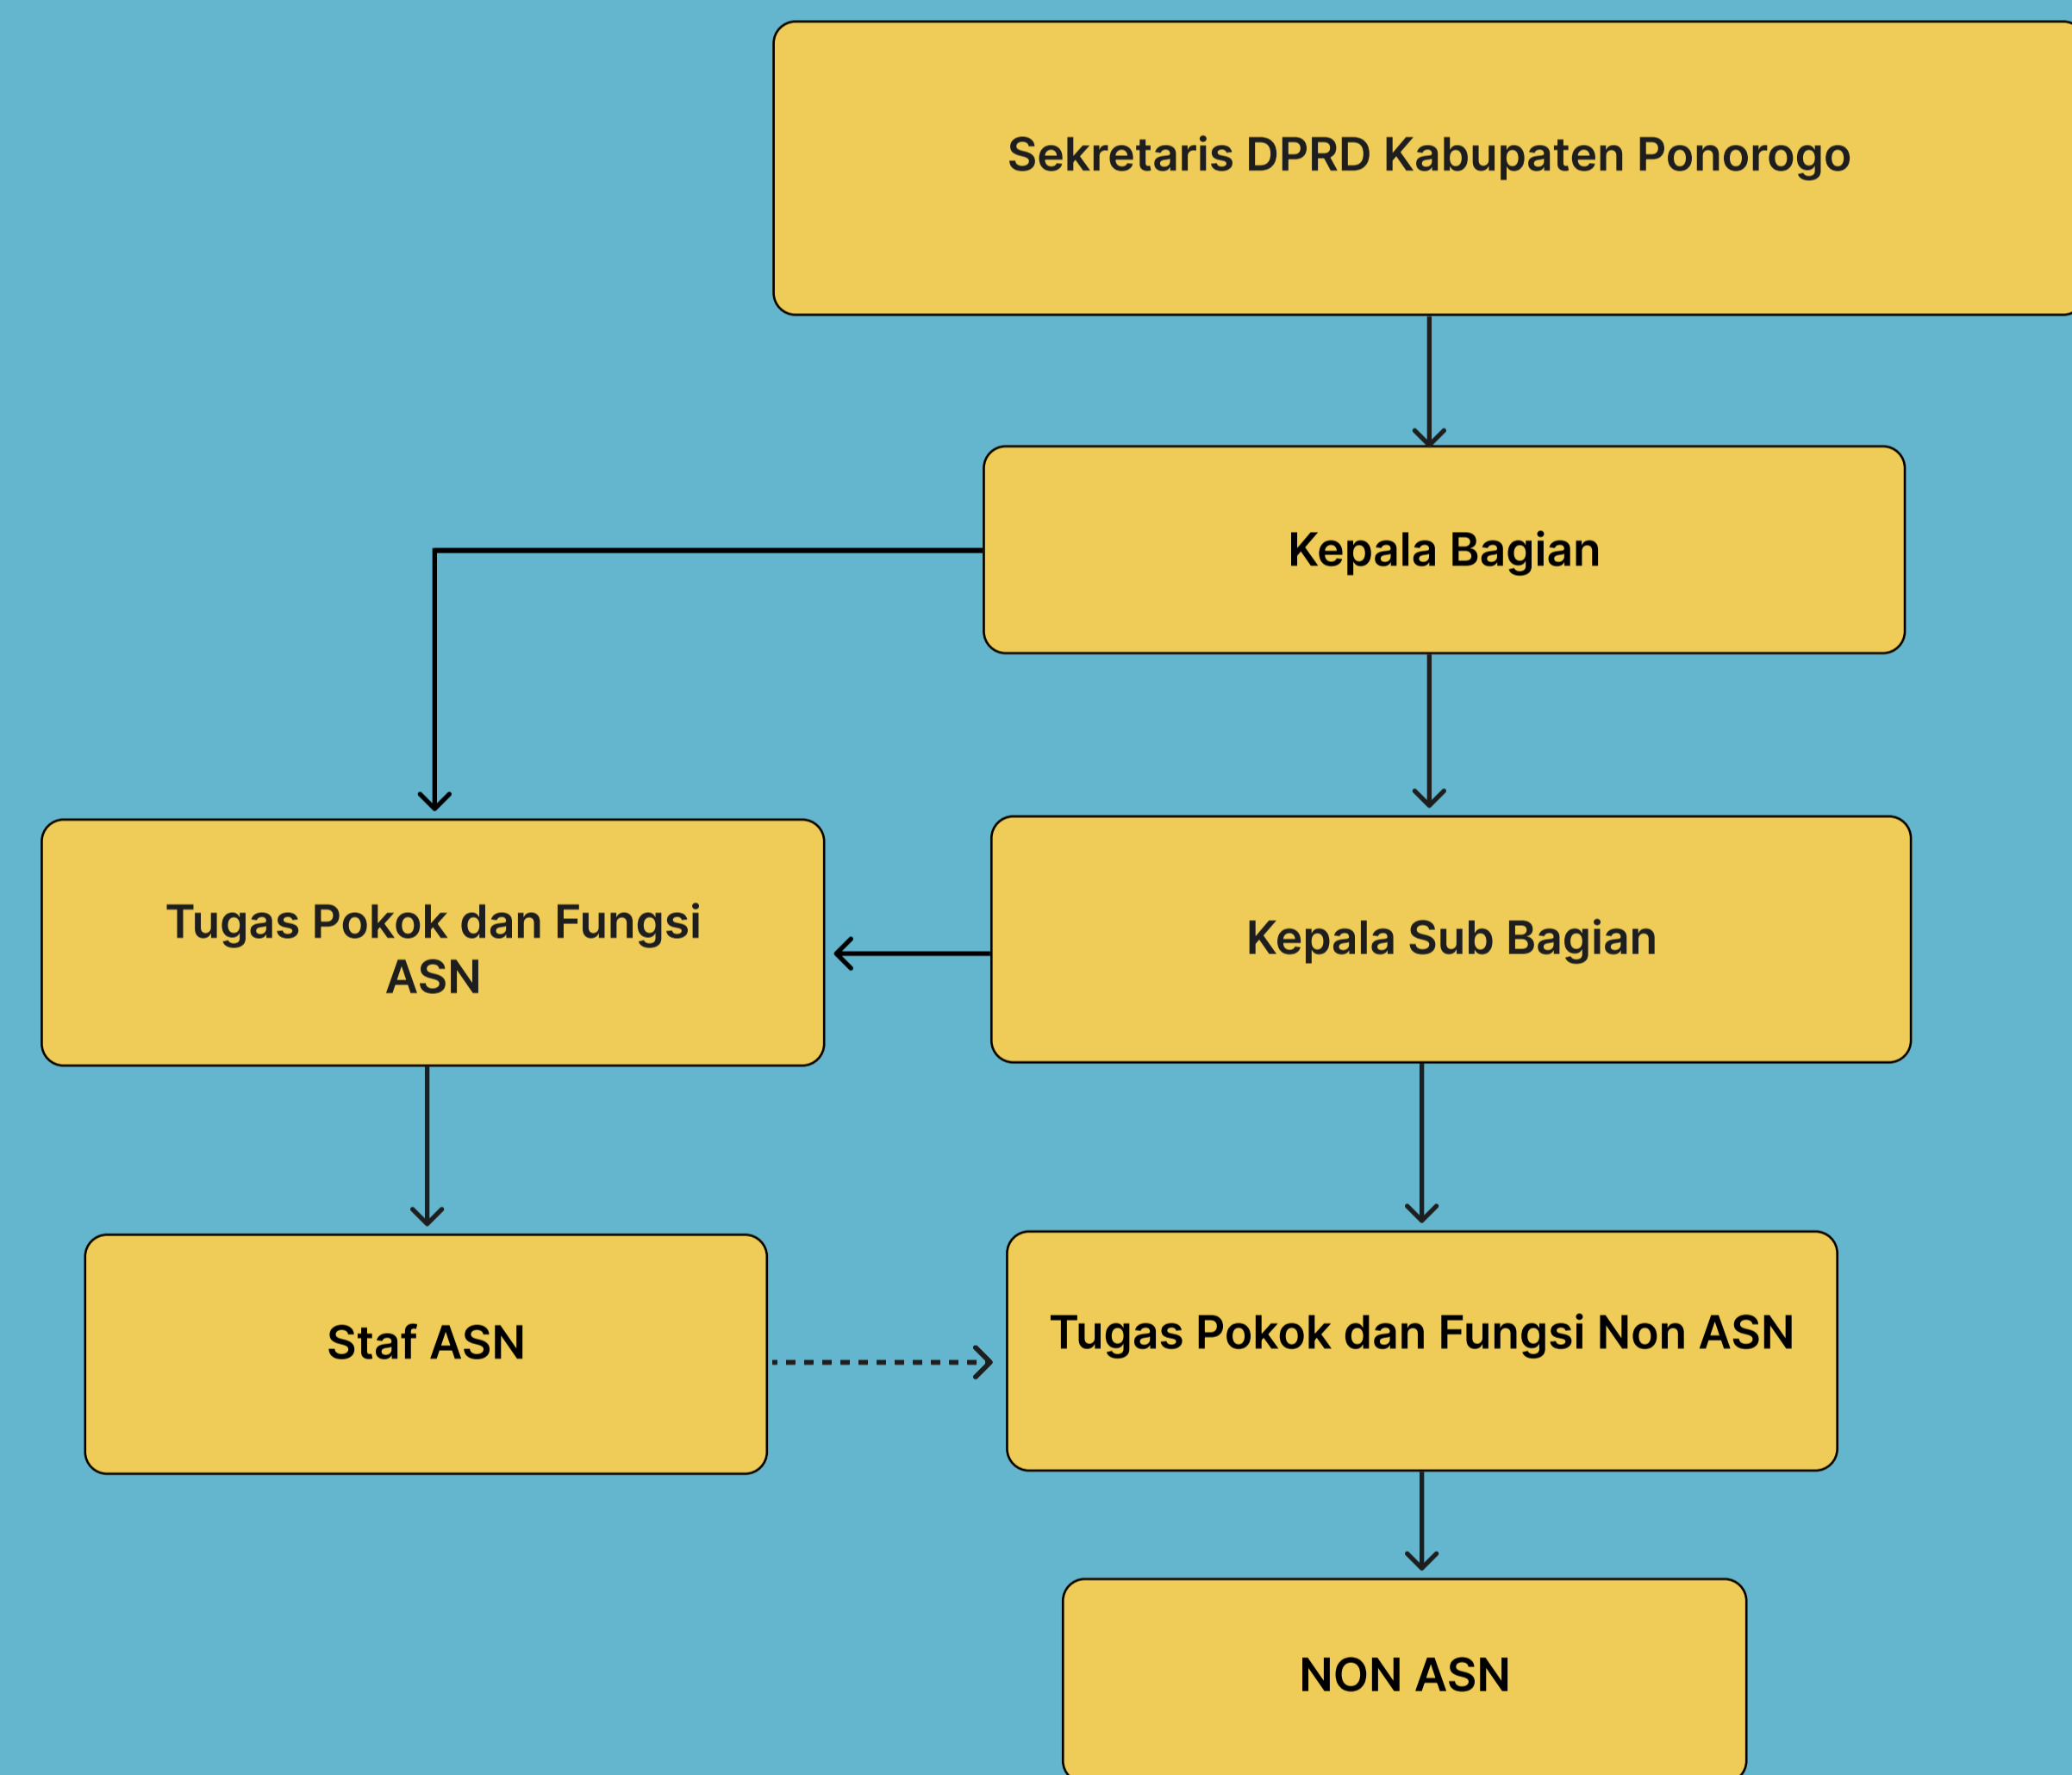 Sekretaris DPRD Kabupaten Ponorogo
Kepala Bagian
Tugas Pokok dan Fungsi
ASN
Kepala Sub Bagian
Staf ASN
Tugas Pokok dan Fungsi Non ASN
NON ASN